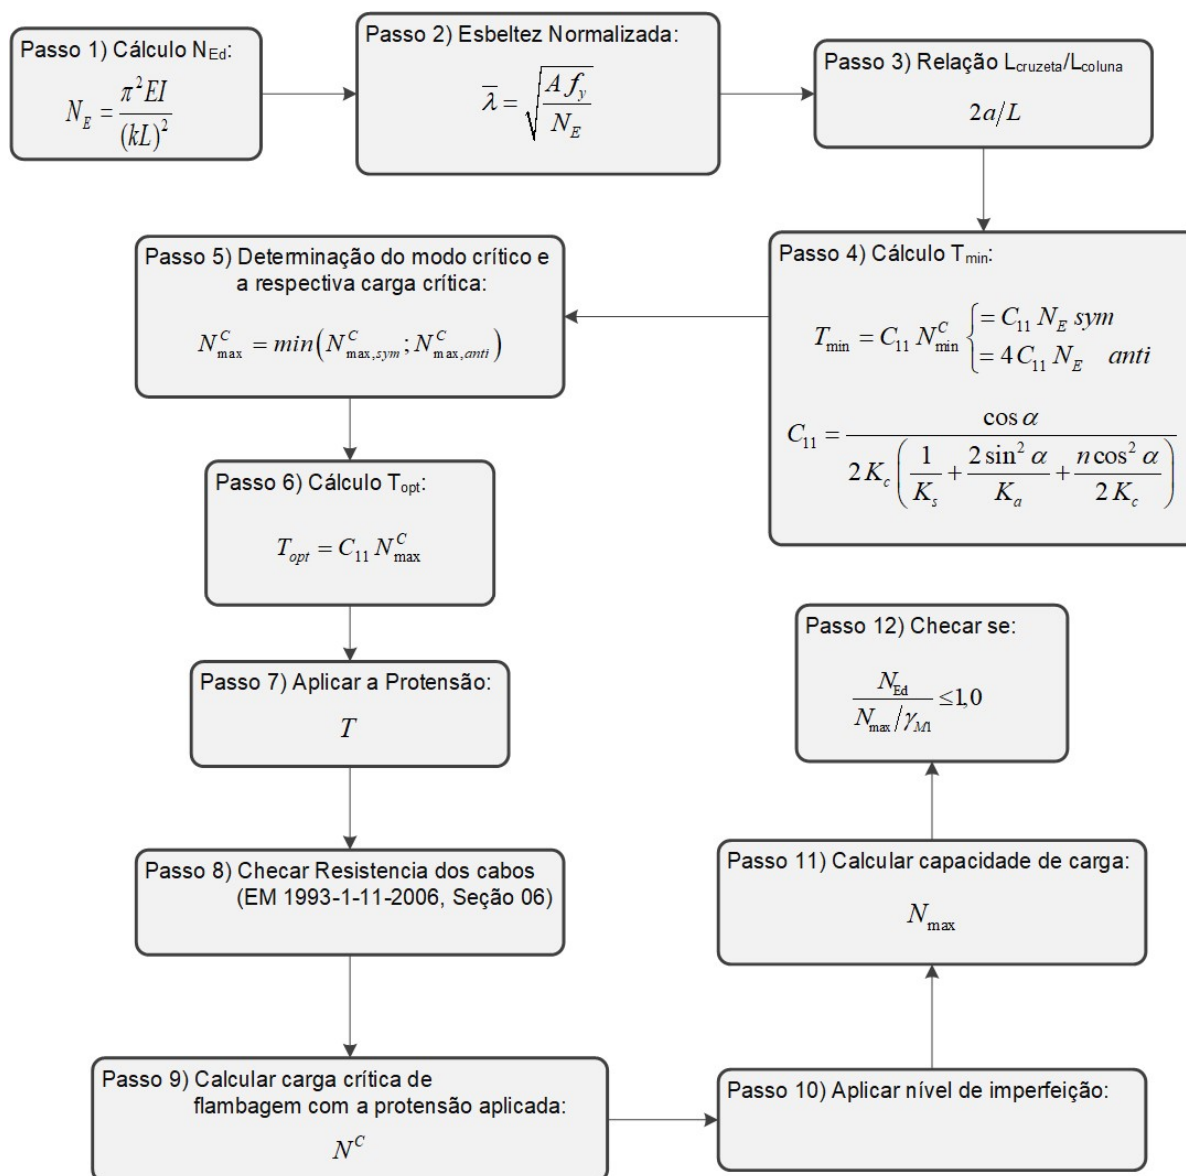 Passo 1) Cálculo N_Ed:
N_E = π²EI / (kL)²
Passo 2) Esbeltez Normalizada:
λ̅ = √(A f_y / N_E)
Passo 3) Relação L_cruzeta/L_coluna
2a/L
Passo 4) Cálculo T_min:
T_min = C_11 N_min^C { = C_11 N_E sym
= 4 C_11 N_E anti
C_11 = cos α / (2 K_c (1/K_s + 2 sin² α/K_a + n cos² α/2 K_c))
Passo 5) Determinação do modo crítico e
a respectiva carga crítica:
N_max^C = min(N_max,sym^C ; N_max,anti^C)
Passo 6) Cálculo T_opt:
T_opt = C_11 N_max^C
Passo 7) Aplicar a Protensão:
T
Passo 8) Checar Resistencia dos cabos
(EM 1993-1-11-2006, Seção 06)
Passo 9) Calcular carga crítica de
flambagem com a protensão aplicada:
N^C
Passo 10) Aplicar nível de imperfeição:
Passo 11) Calcular capacidade de carga:
N_max
Passo 12) Checar se:
N_Ed / (N_max/γ_M1) ≤ 1,0